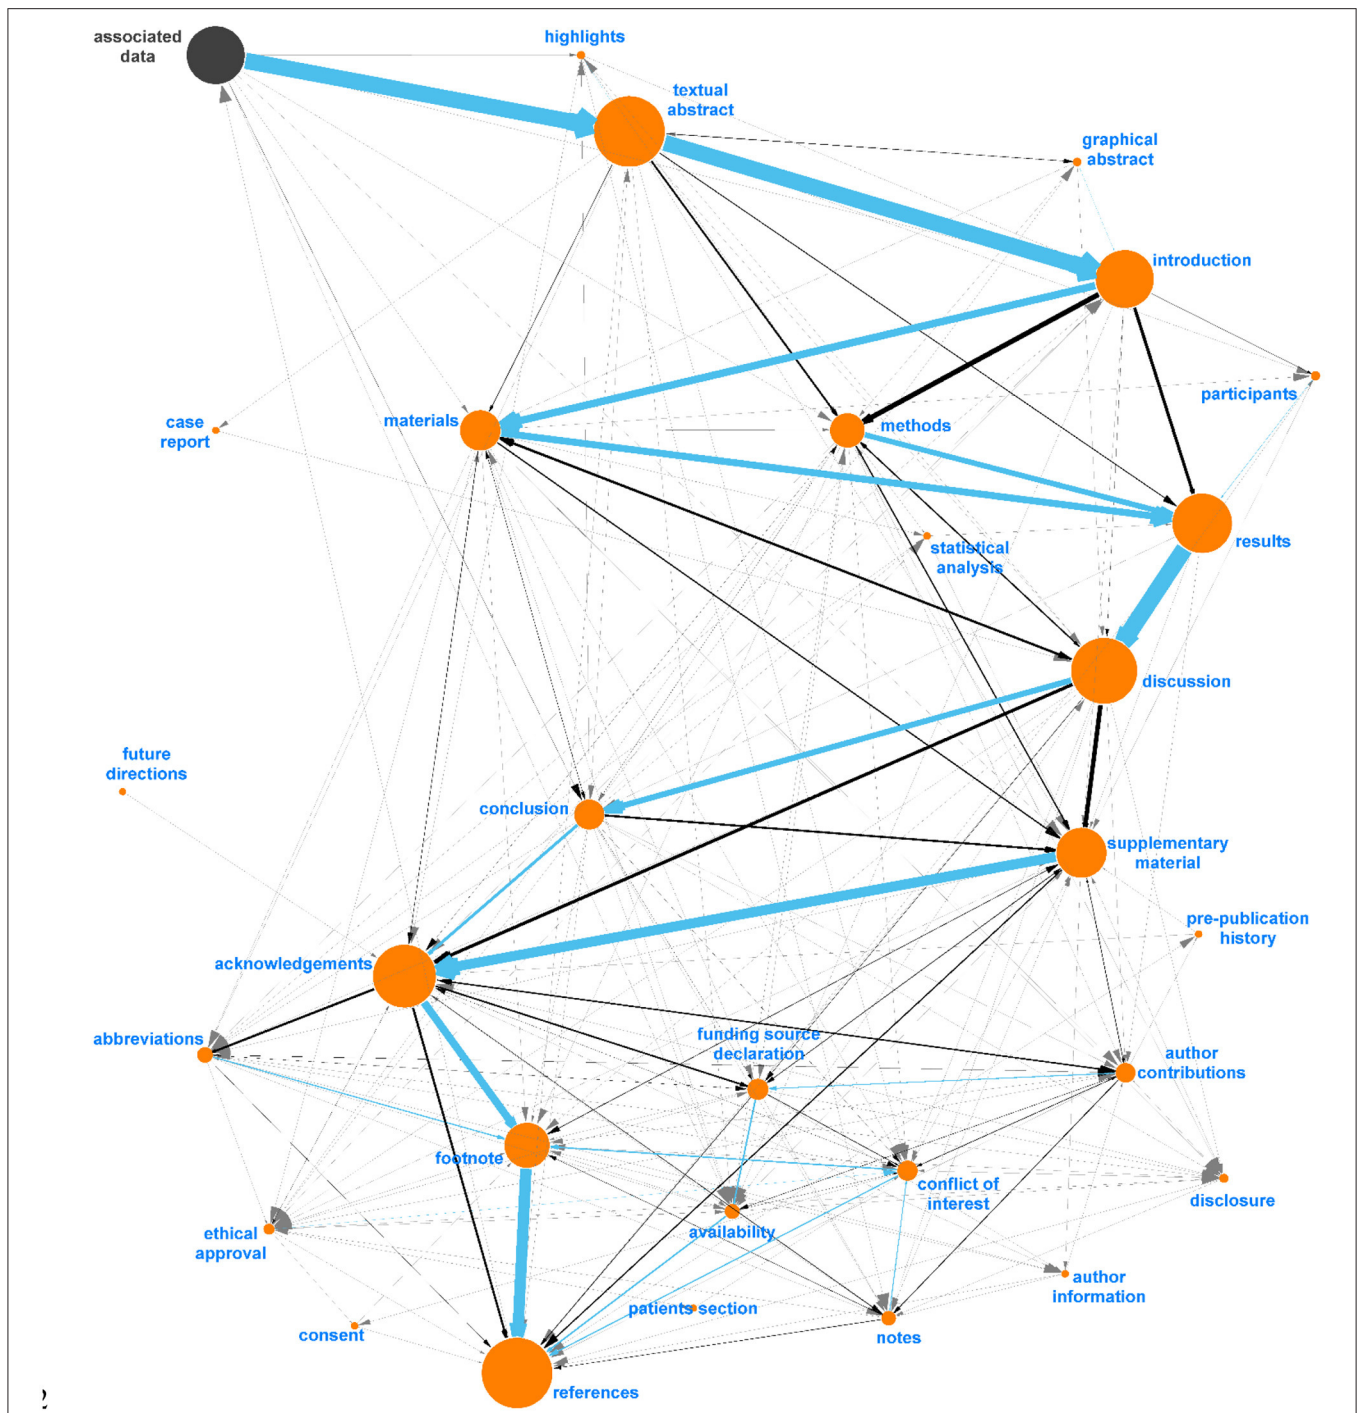 associated
data
highlights
textual
abstract
graphical
abstract
introduction
participants
case
report
materials
methods
statistical
analysis
results
discussion
future
directions
conclusion
supplementary
material
pre-publication
history
acknowledgements
abbreviations
funding source
declaration
author
contributions
footnote
conflict of
interest
disclosure
ethical
approval
availability
author
information
patients section
consent
notes
references